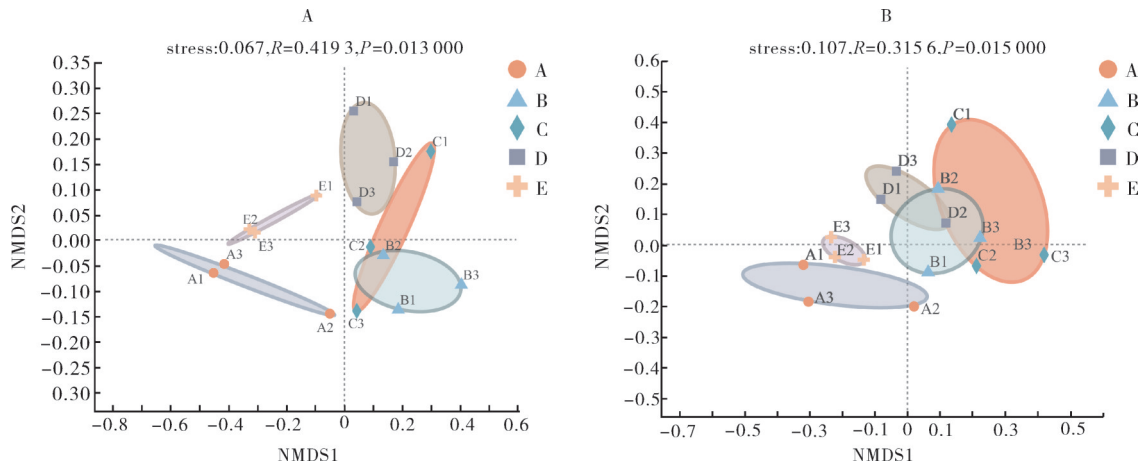 A
stress:0.067,R=0.419 3,P=0.013 000
0.35
0.30
0.25
0.20
0.15
0.10
0.05
0.00
−0.05
−0.10
−0.15
−0.20
−0.25
0.30
NMDS2
D1
D2
D3
C1
E1
E2
E3
A3
A1
A2
C2
B2
B3
B1
C3
A
B
C
D
E
−0.8
−0.6
−0.4
−0.2
0
0.2
0.4
0.6
NMDS1
B
stress:0.107,R=0.315 6,P=0.015 000
0.6
0.5
0.4
0.3
0.2
0.1
0.0
−0.1
−0.2
−0.3
−0.4
−0.5
NMDS2
C1
D3
D1
B2
D2
B3
B3
C3
C2
B1
E3
E2
E1
A1
A3
A2
A
B
C
D
E
−0.7
−0.5
−0.3
−0.1
0
0.1
0.3
0.5
NMDS1